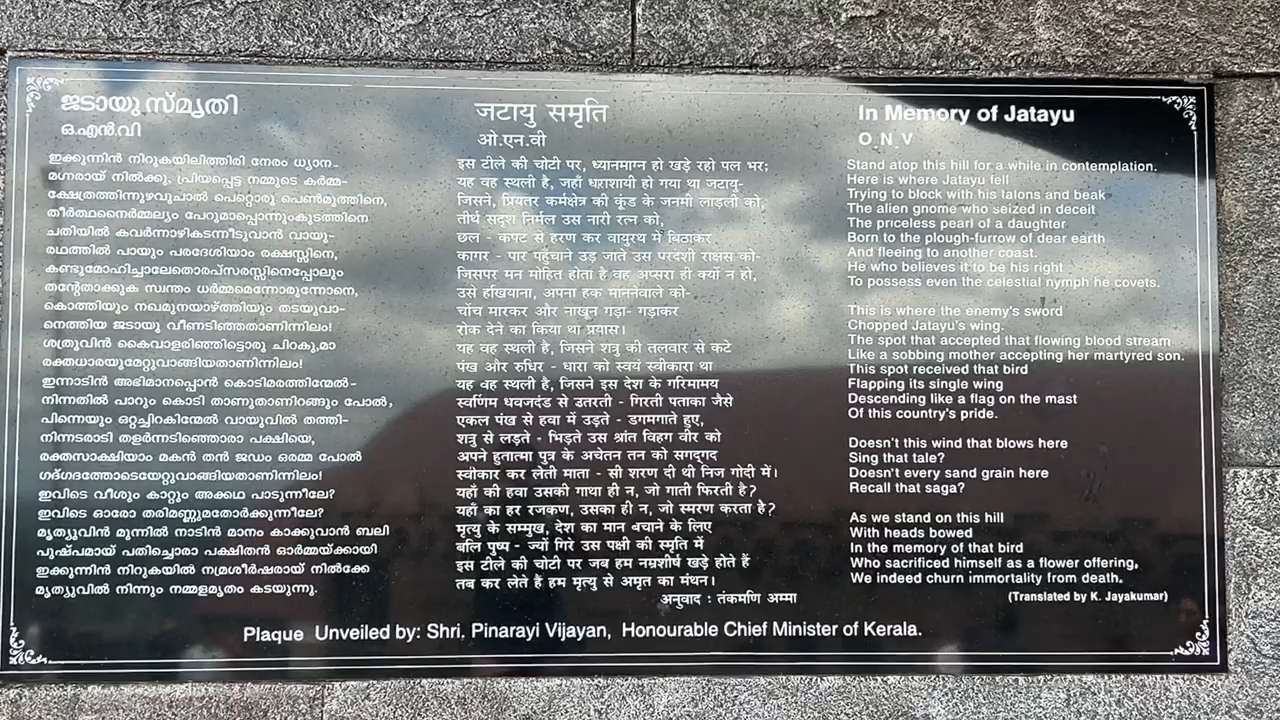 ജടായു സ്മൃതി
ഒ.എൻ.വി
ഇക്കുന്നിൻ നിറുകയിലിത്തിരി നേരം ധ്യാന-
മഗ്നരായ് നിൽക്കൂ, പ്രിയപ്പെട്ട നമ്മുടെ കർമ്മ-
ക്ഷേത്രത്തിന്നുഴവുചാൽ പെറ്റൊരു പെൺമുത്തിനെ,
തീർത്ഥനൈർമ്മല്യം പേറുമാപ്പൊന്നുംകുടത്തിനെ
ചതിയിൽ കവർന്നാഴികടന്നീടുവാൻ വായു-
രഥത്തിൽ പായും പരദേശിയാം രക്ഷസ്സിനെ,
കണ്ടുമോഹിച്ചാലേതൊരപ്സരസ്സിനെപ്പോലും
തന്റേതാക്കുക സ്വന്തം ധർമ്മമെന്നോരുന്നോനെ,
കൊത്തിയും നഖമുനയാഴ്ത്തിയും തടയുവാ-
നെത്തിയ ജടായു വീണടിഞ്ഞതാണിന്നിലം!
ശത്രുവിൻ കൈവാളരിഞ്ഞിട്ടൊരു ചിറകു,മാ
രക്തധാരയുമേറ്റുവാങ്ങിയതാണിന്നിലം!
ഇന്നാടിൻ അഭിമാനപ്പൊൻ കൊടിമരത്തിന്മേൽ-
നിന്നതിൽ പാറും കൊടി താണുതാണിറങ്ങും പോൽ,
പിന്നെയും ഒറ്റച്ചിറകിന്മേൽ വായുവിൽ തത്തി-
നിന്നടരാടി തളർന്നടിഞ്ഞൊരാ പക്ഷിയെ,
രക്തസാക്ഷിയാം മകൻ തൻ ജഡം ഒരമ്മ പോൽ
ഗദ്ഗദത്തോടെയേറ്റുവാങ്ങിയതാണിന്നിലം!
ഇവിടെ വീശും കാറ്റും അക്കഥ പാടുന്നീലേ?
ഇവിടെ ഓരോ തരിമണ്ണുമതോർക്കുന്നീലേ?
മൃത്യുവിൻ മുന്നിൽ നാടിൻ മാനം കാക്കുവാൻ ബലി
പുഷ്പമായ് പതിച്ചൊരാ പക്ഷിതൻ ഓർമ്മയ്ക്കായി
ഇക്കുന്നിൻ നിറുകയിൽ നമ്രശീർഷരായ് നിൽക്കേ
മൃത്യുവിൽ നിന്നും നമ്മളമൃതം കടയുന്നു.
जटायु समृति
ओ.एन.वी
इस टीले की चोटी पर, ध्यानमाग्न हो खड़े रहो पल भर;
यह वह स्थली है, जहाँ धराशायी हो गया था जटायु-
जिसने, प्रियतर कर्मक्षेत्र की कूंड के जनमी लाड़ली को,
तीर्थ सदृश निर्मल उस नारी रत्न को,
छल - कपट से हरण कर वायुरथ में बिठाकर
कागर - पार पहुँचाने उड़ जाते उस परदेशी राक्षस को-
जिसपर मन मोहित होता है वह अप्सरा ही क्यों न हो,
उसे हथियाना, अपना हक माननेवाले को-
चोंच मारकर और नाखून गड़ा- गड़ाकर
रोक देने का किया था प्रयास।
यह वह स्थली है, जिसने शत्रु की तलवार से कटे
पंख और रुधिर - धारा को स्वयं स्वीकारा था
यह वह स्थली है, जिसने इस देश के गरिमामय
स्वर्णिम धवजदंड से उतरती - गिरती पताका जैसे
एकल पंख से हवा में उड़ते - डगमगाते हुए,
शत्रु से लड़ते - भिड़ते उस श्रांत विहग वीर को
अपने हुतात्मा पुत्र के अचेतन तन को सगद्गद
स्वीकार कर लेती माता - सी शरण दी थी निज गोदी में।
यहाँ की हवा उसकी गाथा ही न, जो गाती फिरती है?
यहाँ का हर रजकण, उसका ही न, जो स्मरण करता है?
मृत्यु के सम्मुख, देश का मान बचाने के लिए
बलि पुष्प - ज्यों गिरे उस पक्षी की स्मृति में
इस टीले की चोटी पर जब हम नम्रशीर्ष खड़े होते हैं
तब कर लेते हैं हम मृत्यु से अमृत का मंथन।
अनुवाद : तंकमणि अम्मा
In Memory of Jatayu
O N V
Stand atop this hill for a while in contemplation.
Here is where Jatayu fell
Trying to block with his talons and beak
The alien gnome who seized in deceit
The priceless pearl of a daughter
Born to the plough-furrow of dear earth
And fleeing to another coast.
He who believes it to be his right
To possess even the celestial nymph he covets.
This is where the enemy's sword
Chopped Jatayu's wing.
The spot that accepted that flowing blood stream
Like a sobbing mother accepting her martyred son.
This spot received that bird
Flapping its single wing
Descending like a flag on the mast
Of this country's pride.
Doesn't this wind that blows here
Sing that tale?
Doesn't every sand grain here
Recall that saga?
As we stand on this hill
With heads bowed
In the memory of that bird
Who sacrificed himself as a flower offering,
We indeed churn immortality from death.
(Translated by K. Jayakumar)
Plaque Unveiled by: Shri. Pinarayi Vijayan, Honourable Chief Minister of Kerala.